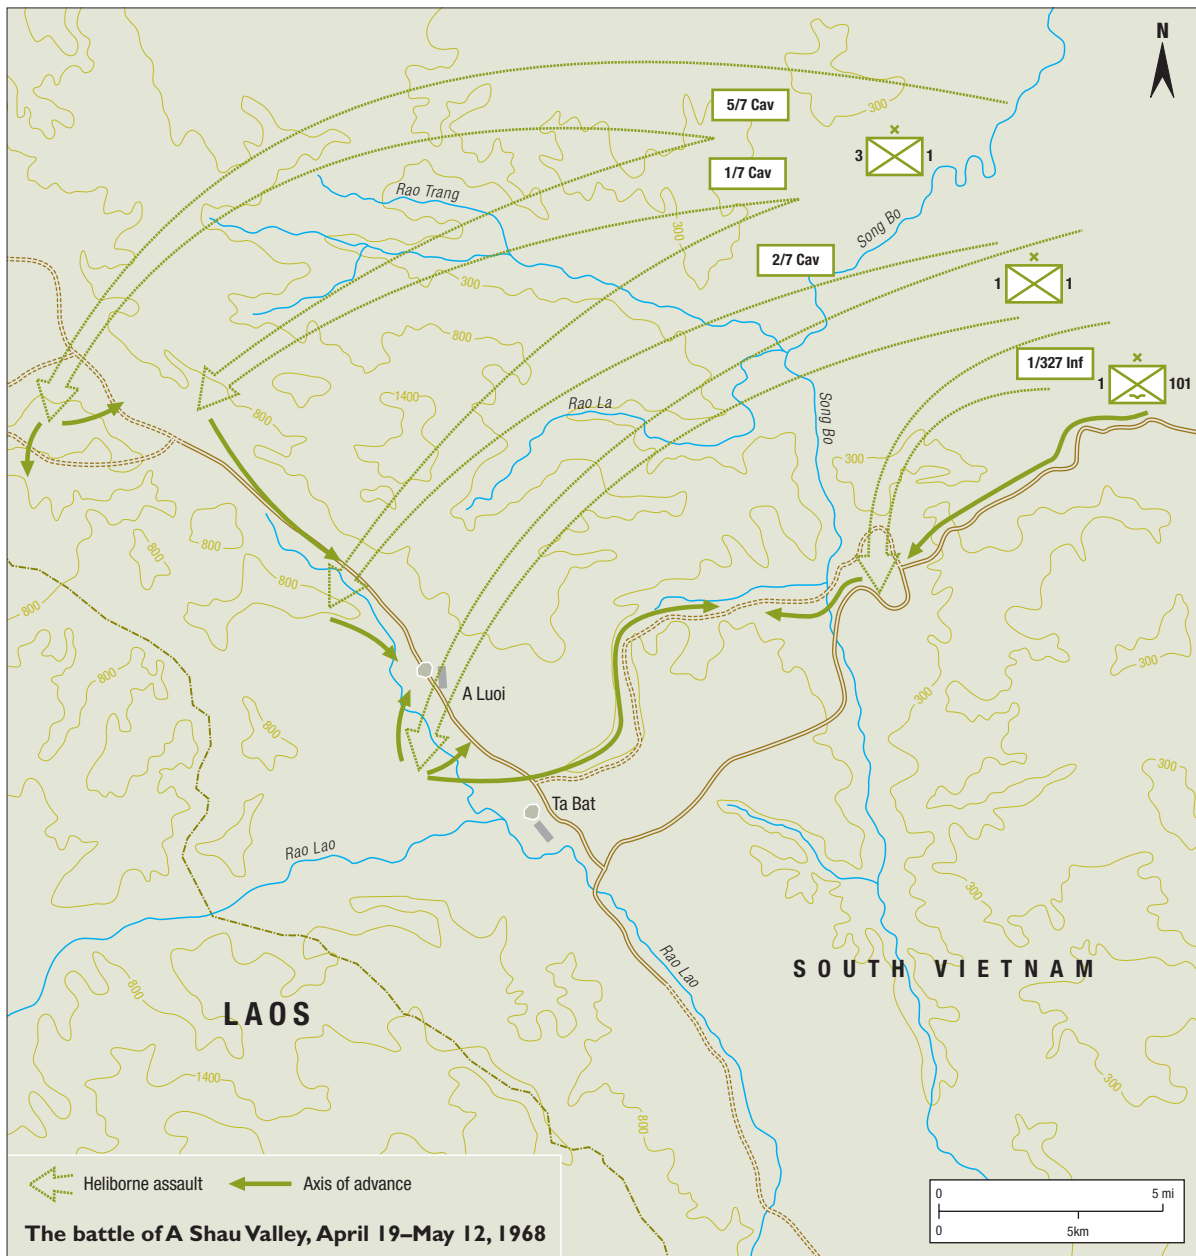 N
5/7 Cav
300
3 1
1/7 Cav
Rao Trang
300
Song Bo
2/7 Cav
1 1
300
800
1/327 Inf
1 101
1400
Rao La
Song Bo
800
300
800
800
800
800
300
A Luoi
800
300
800
300
Ta Bat
Rao Lao
300
Rao Lao
SOUTH VIETNAM
800
LAOS
1400
300
800
Heliborne assault
Axis of advance
0 5 mi
0 5km
The battle of A Shau Valley, April 19–May 12, 1968